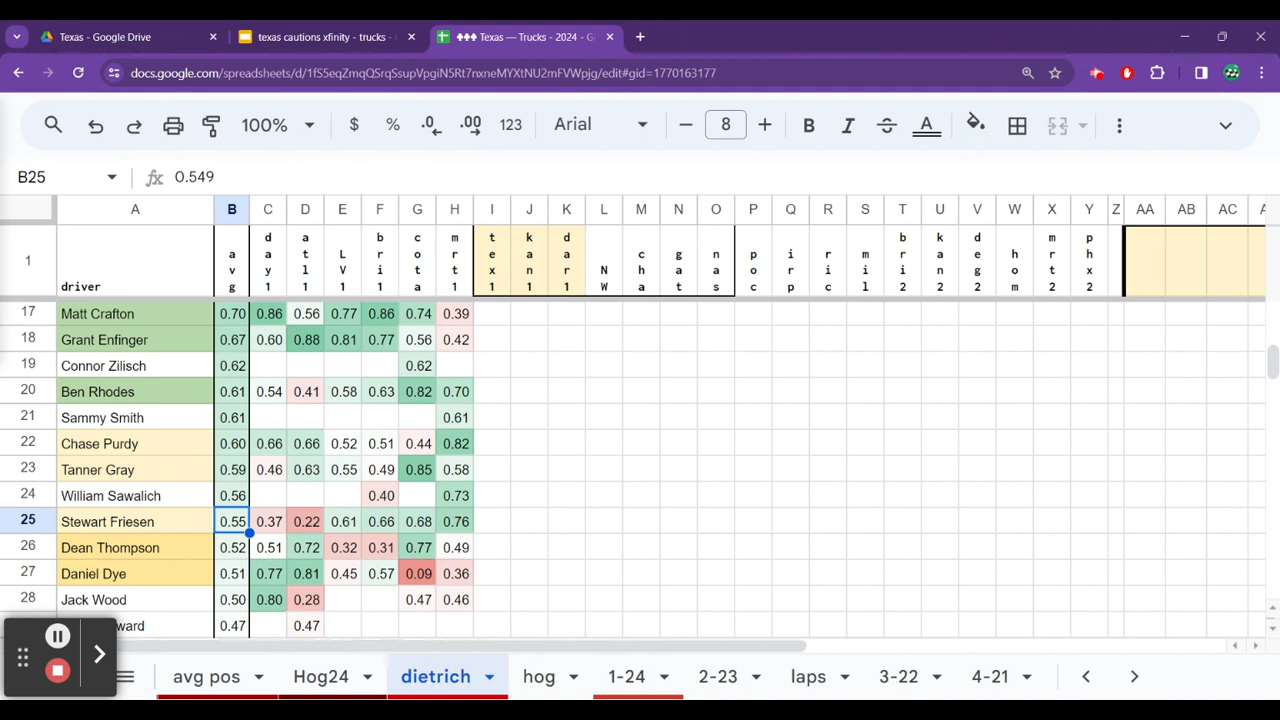 Texas - Google Drive
texas cautions xfinity - trucks -
♦♦♦ Texas — Trucks - 2024 - G
docs.google.com/spreadsheets/d/1fS5eqZmqQSrqSsupVpgiN5Rt7nxneMYXtNU2mFVWpjg/edit#gid=1770163177
100% $ % .0 .00 123 Arial 8 B I A
B25 fx 0.549
A B C D E F G H I J K L M N O P Q R S T U V W X Y Z AA AB AC
1 driver avg day1 atl1 LV1 bri1 cota mrt1 tex1 kan1 dar1 NW cha gat nas poc irp ric mil bri2 kan2 deg2 hom mrt2 phx2
17 Matt Crafton 0.70 0.86 0.56 0.77 0.86 0.74 0.39
18 Grant Enfinger 0.67 0.60 0.88 0.81 0.77 0.56 0.42
19 Connor Zilisch 0.62 0.62
20 Ben Rhodes 0.61 0.54 0.41 0.58 0.63 0.82 0.70
21 Sammy Smith 0.61 0.61
22 Chase Purdy 0.60 0.66 0.66 0.52 0.51 0.44 0.82
23 Tanner Gray 0.59 0.46 0.63 0.55 0.49 0.85 0.58
24 William Sawalich 0.56 0.40 0.73
25 Stewart Friesen 0.55 0.37 0.22 0.61 0.66 0.68 0.76
26 Dean Thompson 0.52 0.51 0.72 0.32 0.31 0.77 0.49
27 Daniel Dye 0.51 0.77 0.81 0.45 0.57 0.09 0.36
28 Jack Wood 0.50 0.80 0.28 0.47 0.46
ward 0.47 0.47
avg pos Hog24 dietrich hog 1-24 2-23 laps 3-22 4-21